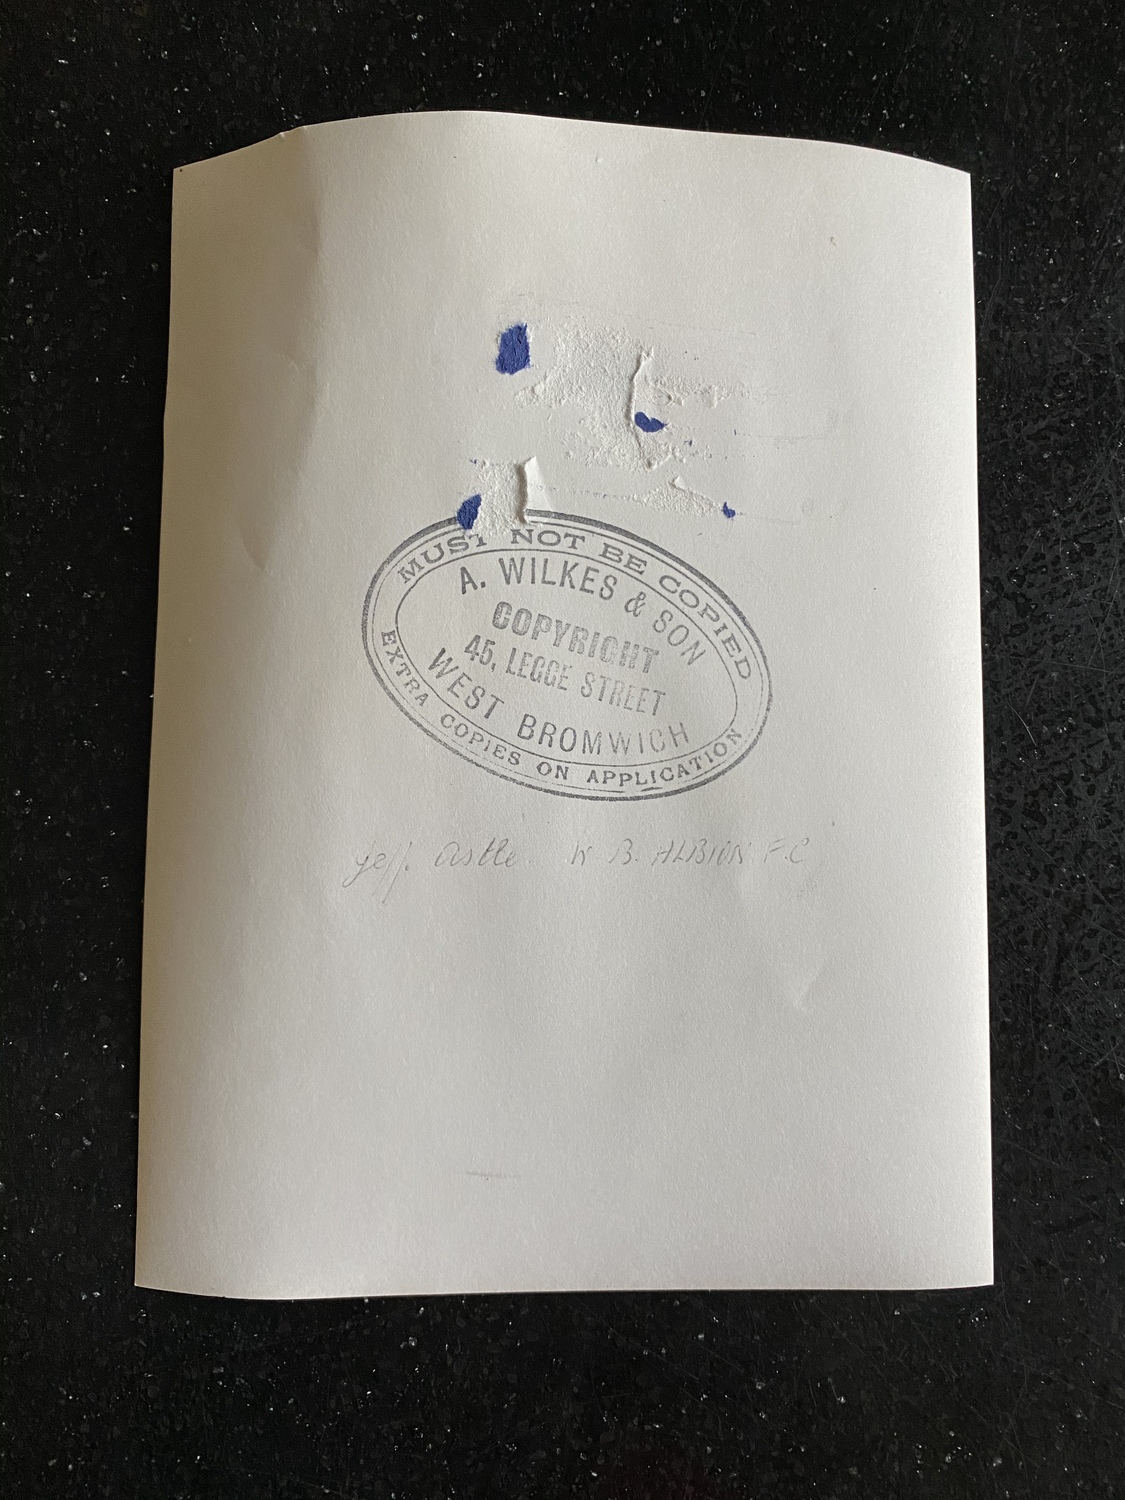 MUST NOT BE COPIED
A. WILKES & SON
COPYRIGHT
45, LEGGE STREET
WEST BROMWICH
EXTRA COPIES ON APPLICATION
Jeff. Astle W. B. ALBION F.C